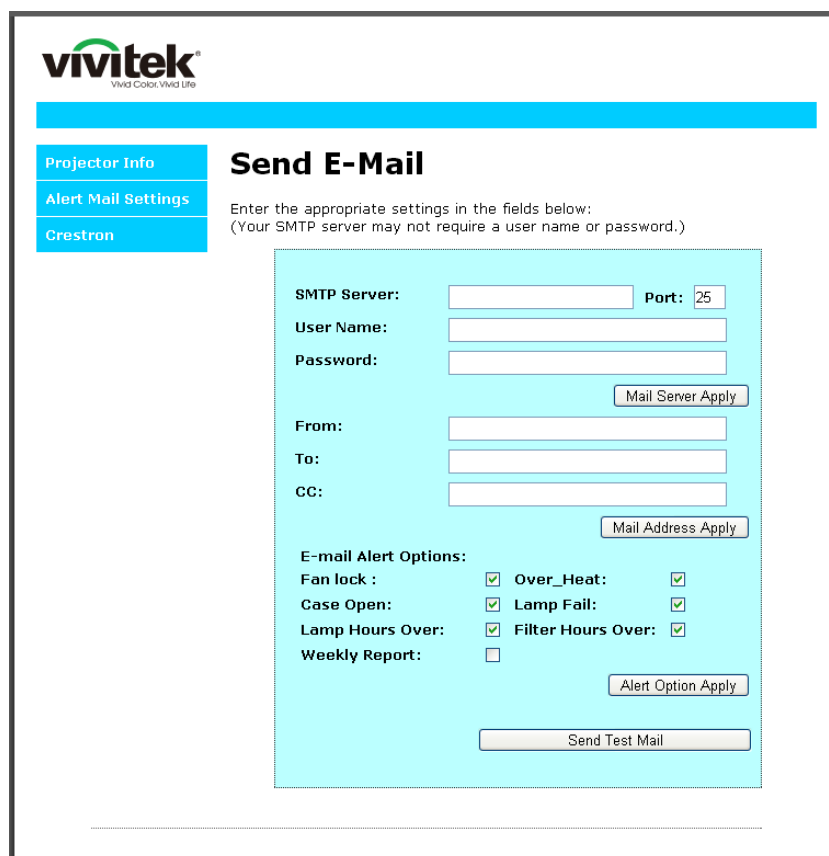 vivitek®
Vivid Color, Vivid Life
Projector Info
Alert Mail Settings
Crestron
Send E-Mail
Enter the appropriate settings in the fields below:
(Your SMTP server may not require a user name or password.)
SMTP Server: Port: 25
User Name:
Password:
Mail Server Apply
From:
To:
CC:
Mail Address Apply
E-mail Alert Options:
Fan lock : Over_Heat:
Case Open: Lamp Fail:
Lamp Hours Over: Filter Hours Over:
Weekly Report:
Alert Option Apply
Send Test Mail